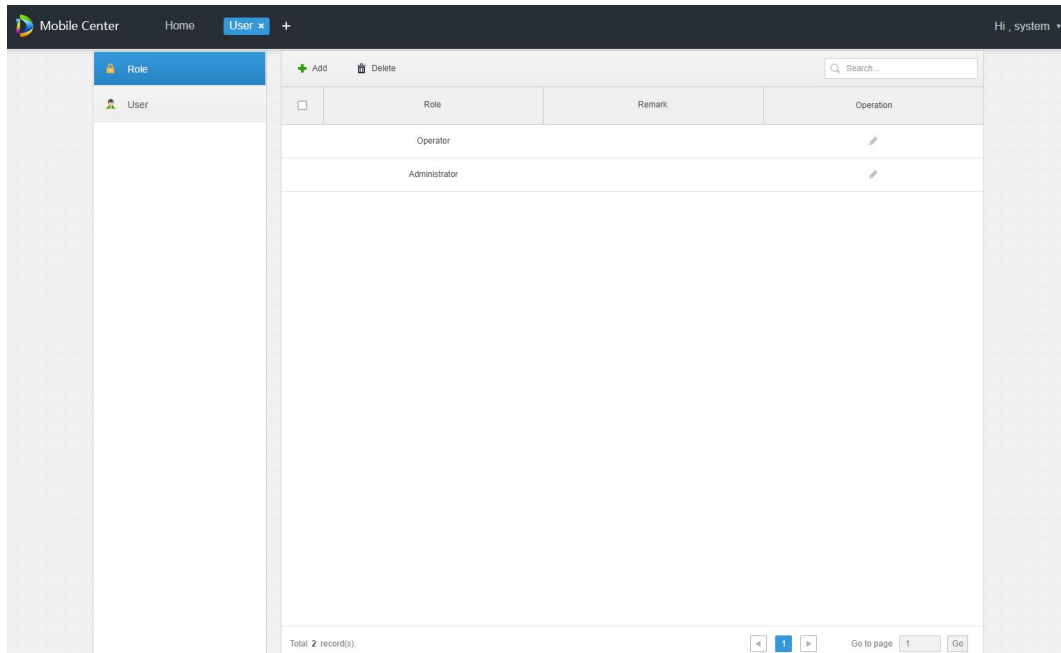 Mobile Center Home User × + Hi , system
Role
User
Add Delete Search...
Role Remark Operation
Operator
Administrator
Total 2 record(s). 1 Go to page 1 Go